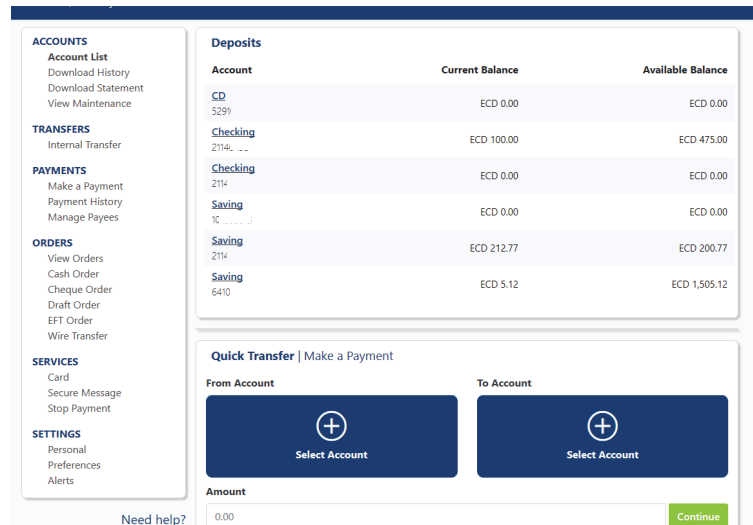 ACCOUNTS
Account List
Download History
Download Statement
View Maintenance
TRANSFERS
Internal Transfer
PAYMENTS
Make a Payment
Payment History
Manage Payees
ORDERS
View Orders
Cash Order
Cheque Order
Draft Order
EFT Order
Wire Transfer
SERVICES
Card
Secure Message
Stop Payment
SETTINGS
Personal
Preferences
Alerts
Need help?
Deposits
Account Current Balance Available Balance
CD ECD 0.00 ECD 0.00
Checking ECD 100.00 ECD 475.00
Checking ECD 0.00 ECD 0.00
2114
Saving ECD 0.00 ECD 0.00
Saving ECD 212.77 ECD 200.77
2114
Saving ECD 5.12 ECD 1,505.12
6410
Quick Transfer | Make a Payment
From Account To Account
Select Account Select Account
Amount
0.00 Continue